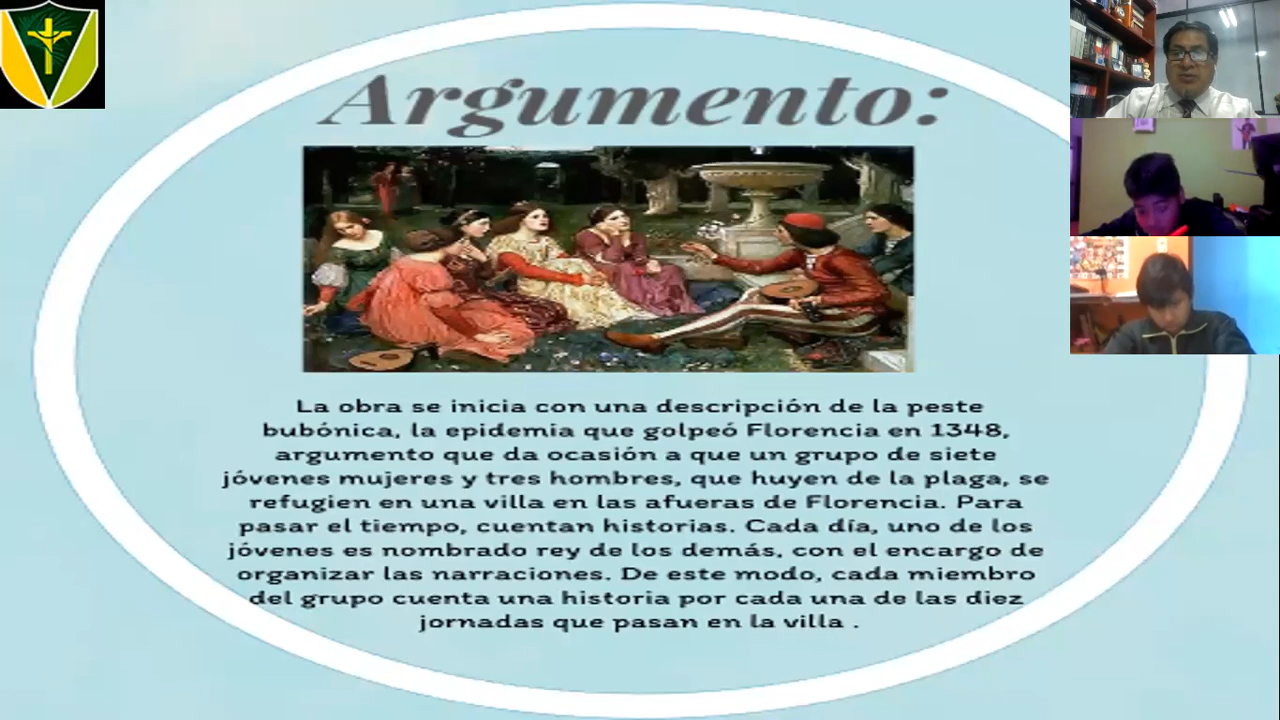 Argumento:
La obra se inicia con una descripción de la peste
bubónica, la epidemia que golpeó Florencia en 1348,
argumento que da ocasión a que un grupo de siete
jóvenes mujeres y tres hombres, que huyen de la plaga, se
refugien en una villa en las afueras de Florencia. Para
pasar el tiempo, cuentan historias. Cada día, uno de los
jóvenes es nombrado rey de los demás, con el encargo de
organizar las narraciones. De este modo, cada miembro
del grupo cuenta una historia por cada una de las diez
jornadas que pasan en la villa .